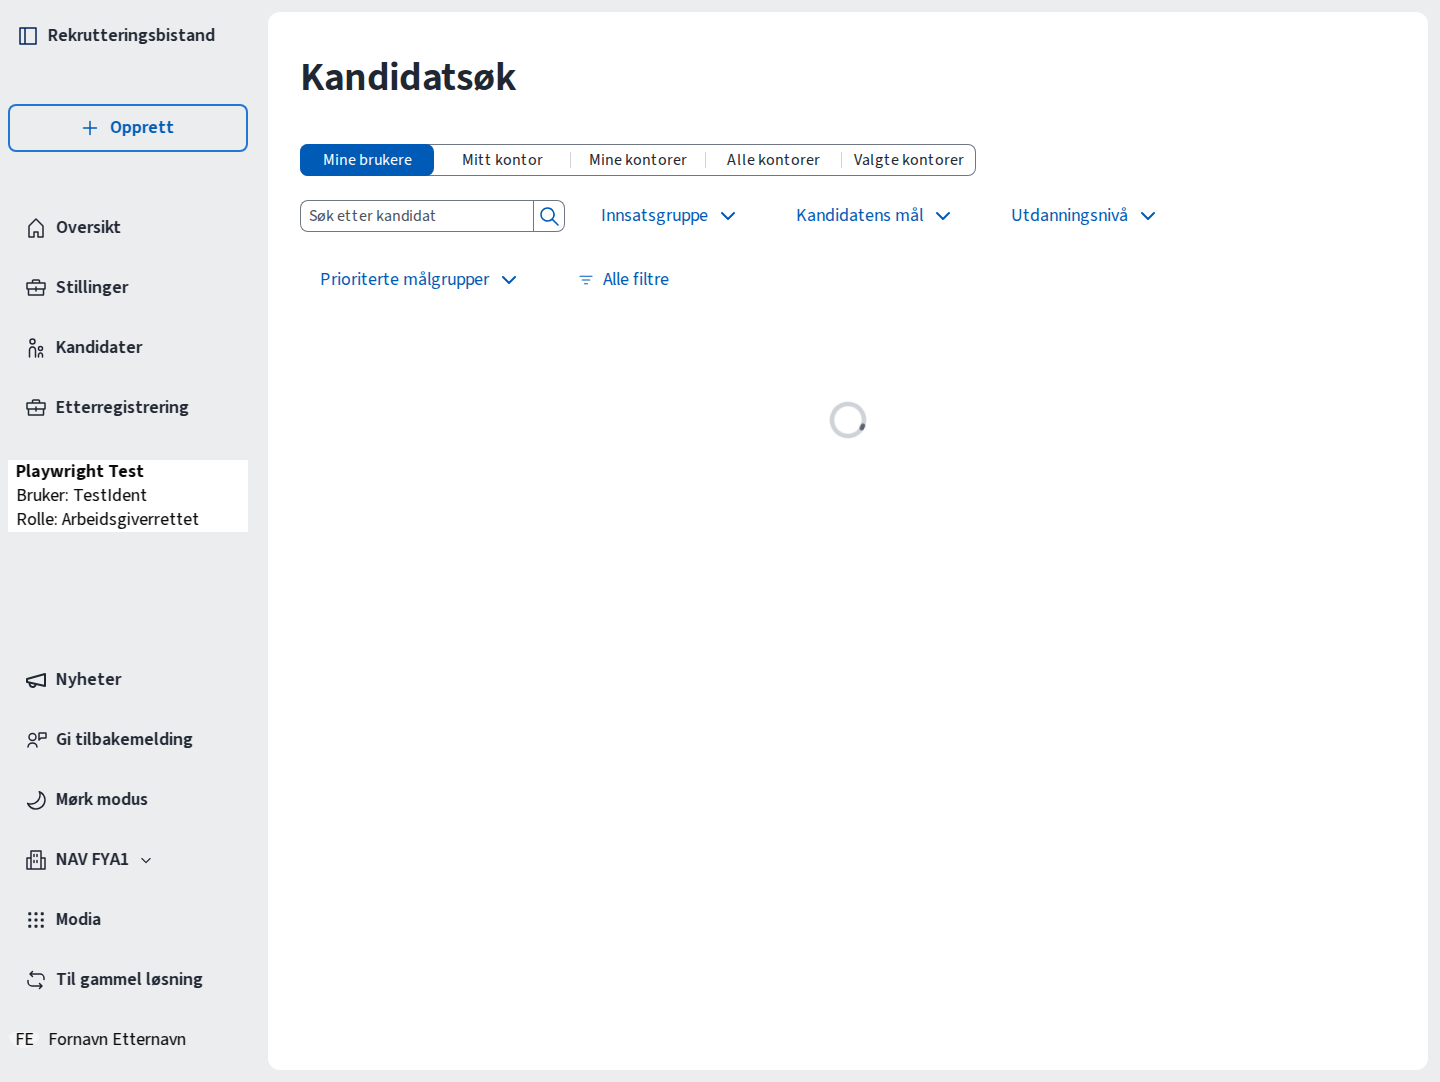 Rekrutteringsbistand
Opprett
Oversikt
Stillinger
Kandidater
Etterregistrering
Playwright Test
Bruker: TestIdent
Rolle: Arbeidsgiverrettet
Nyheter
Gi tilbakemelding
Mørk modus
NAV FYA1
Modia
Til gammel løsning
FE Fornavn Etternavn
Kandidatsøk
Mine brukere Mitt kontor Mine kontorer Alle kontorer Valgte kontorer
Søk etter kandidat Innsatsgruppe Kandidatens mål Utdanningsnivå
Prioriterte målgrupper Alle filtre